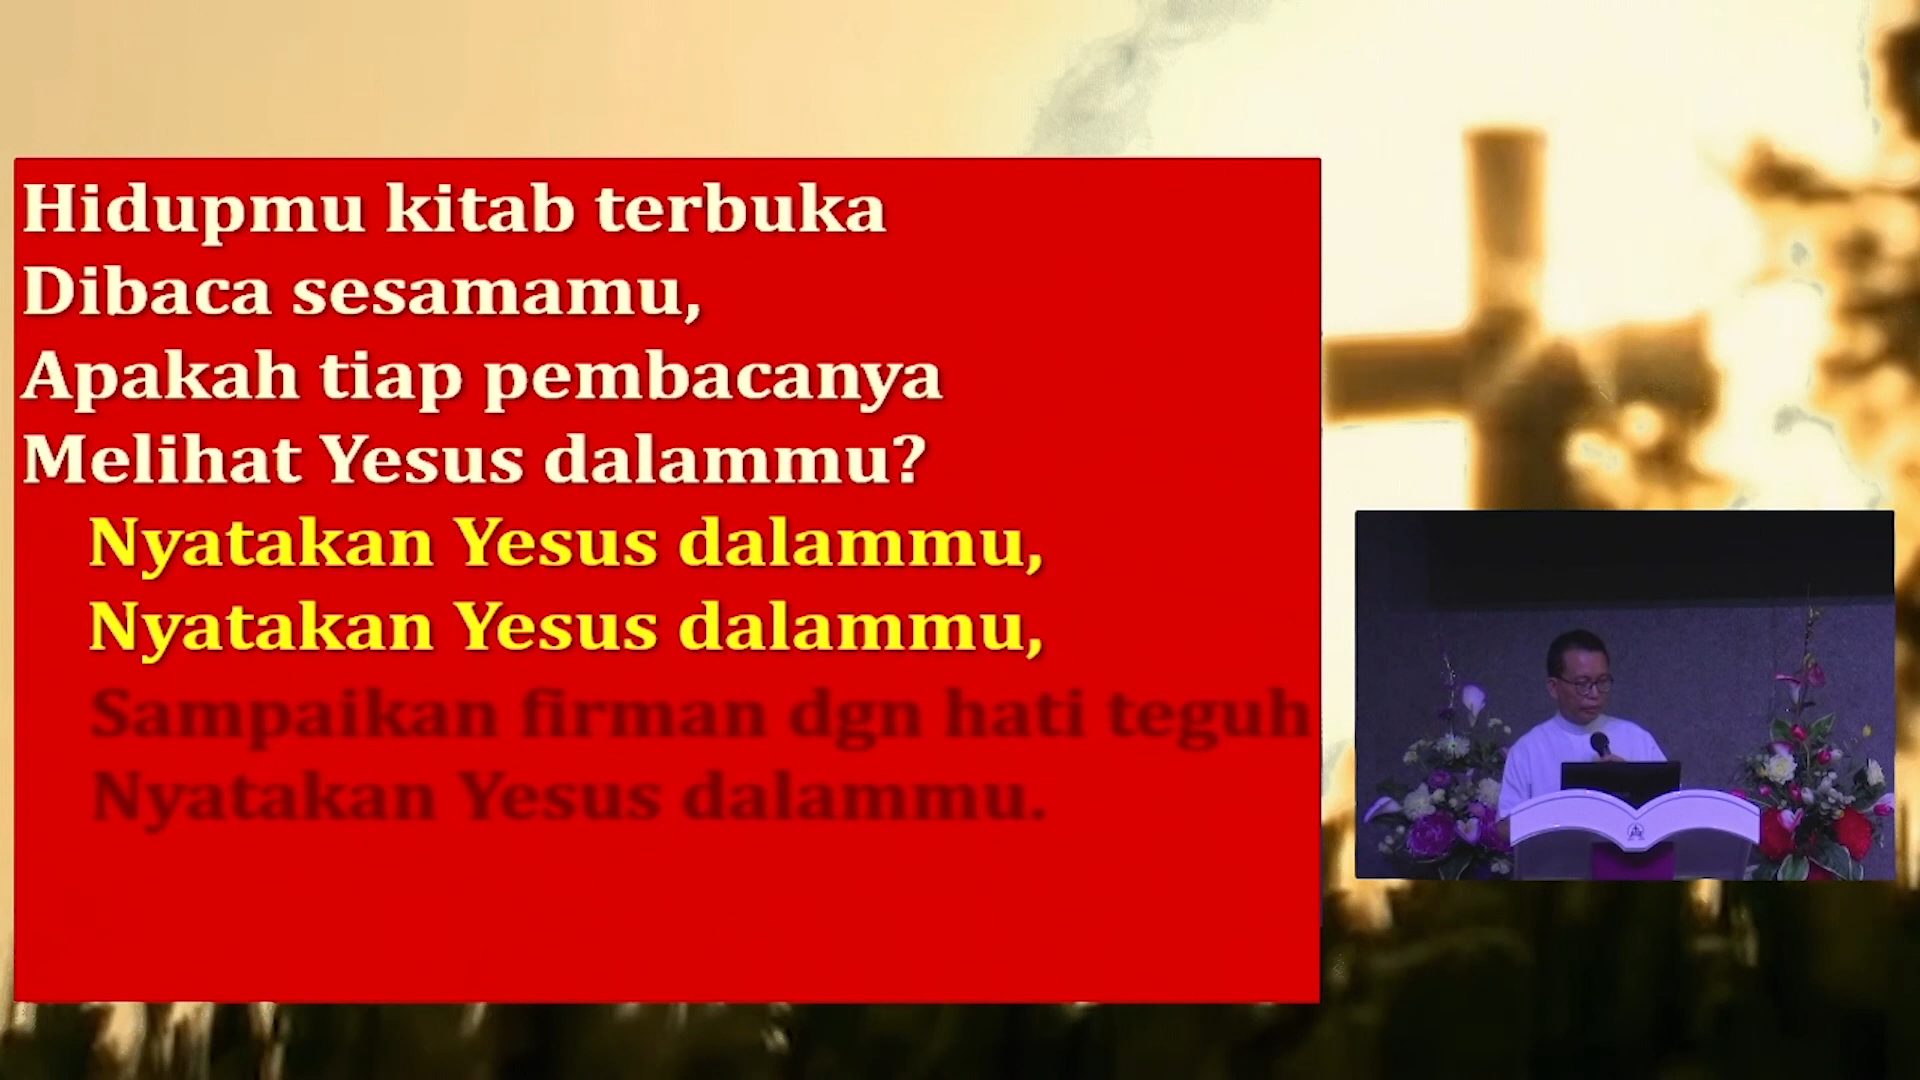 Hidupmu kitab terbuka
Dibaca sesamamu,
Apakah tiap pembacanya
Melihat Yesus dalammu?
Nyatakan Yesus dalammu,
Nyatakan Yesus dalammu,
Sampaikan firman dgn hati teguh
Nyatakan Yesus dalammu.